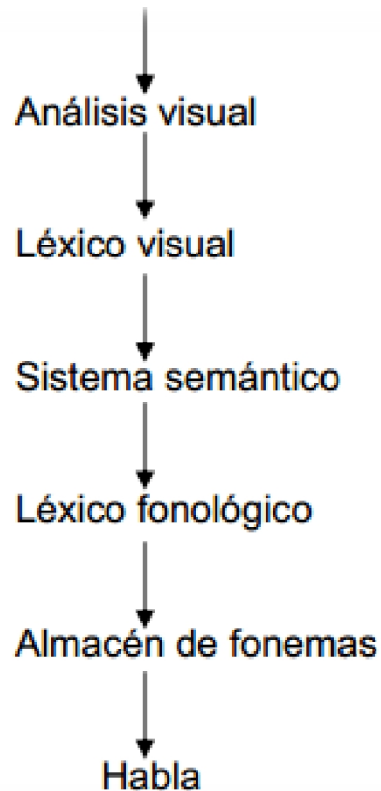 Análisis visual
Léxico visual
Sistema semántico
Léxico fonológico
Almacén de fonemas
Habla